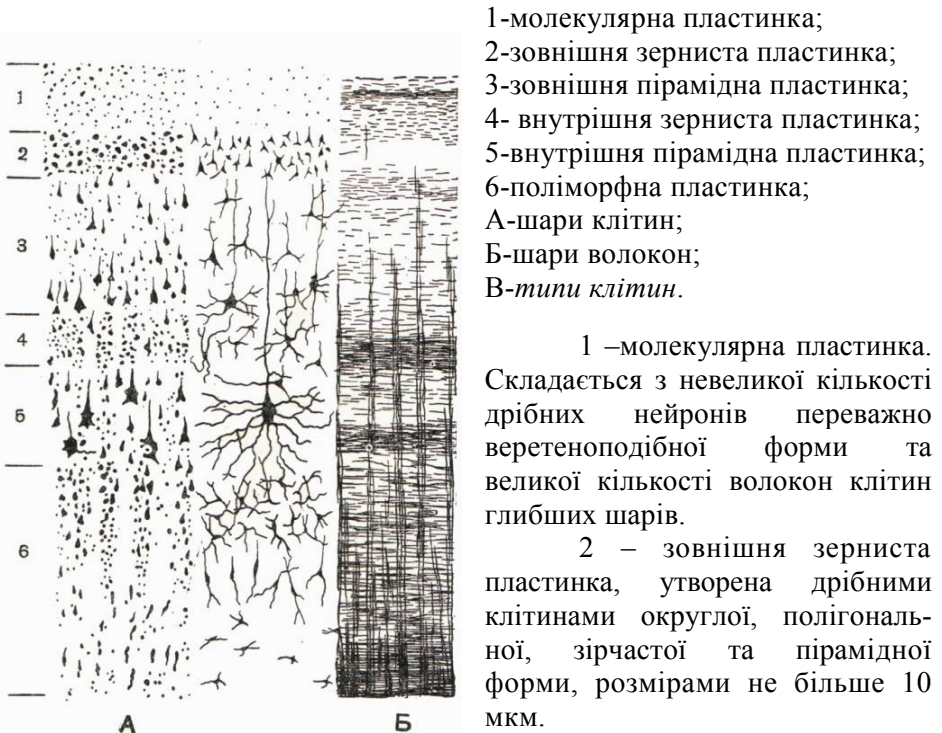 1-молекулярна пластинка;
2-зовнішня зерниста пластинка;
3-зовнішня пірамідна пластинка;
4- внутрішня зерниста пластинка;
5-внутрішня пірамідна пластинка;
6-поліморфна пластинка;
А-шари клітин;
Б-шари волокон;
В-типи клітин.
1 –молекулярна пластинка.
Складається з невеликої кількості
дрібних нейронів переважно
веретеноподібної форми та
великої кількості волокон клітин
глибших шарів.
2 – зовнішня зерниста
пластинка, утворена дрібними
клітинами округлої, полігональ-
ної, зірчастої та пірамідної
форми, розмірами не більше 10
мкм.
1
2
3
4
5
6
А Б